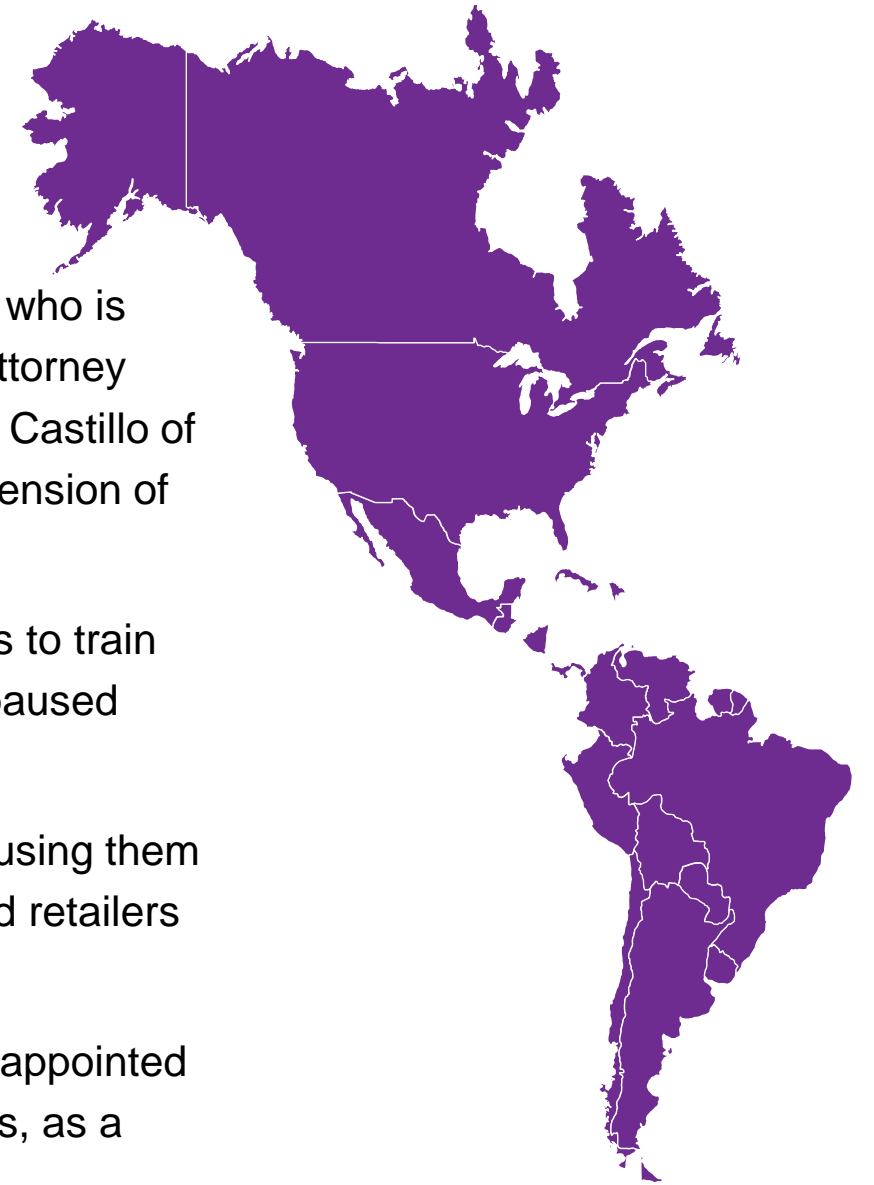 who is
ttorney
Castillo of
ension of
s to train
paused
using them
d retailers
appointed
s, as a